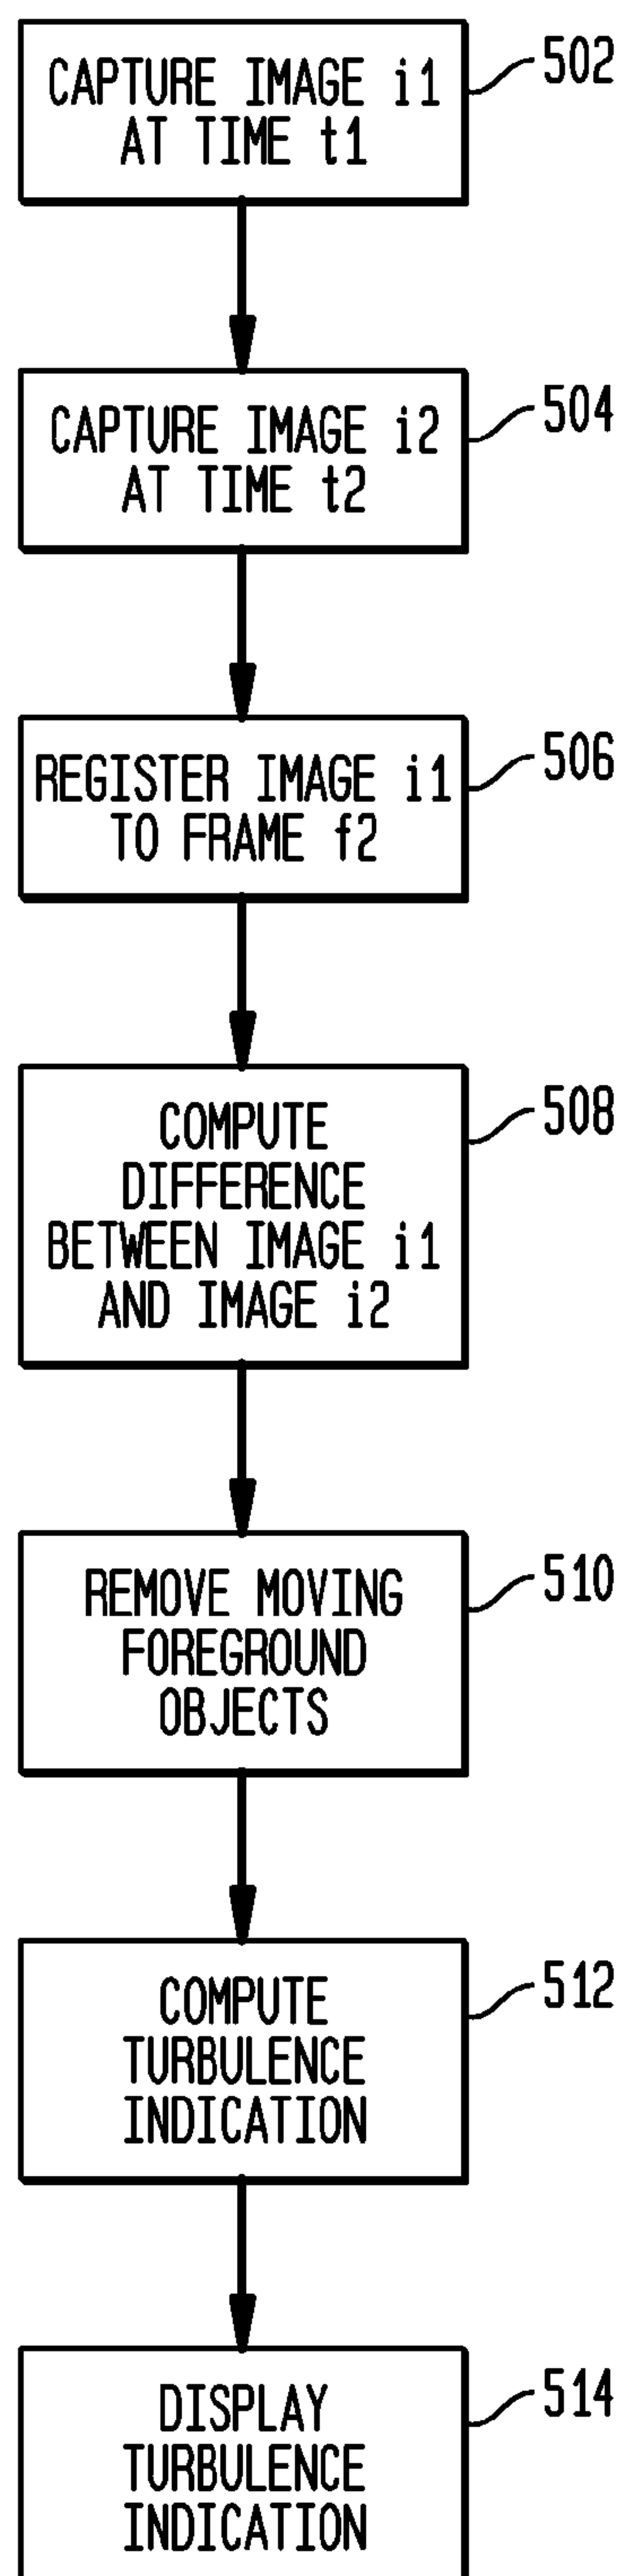 CAPTURE IMAGE i1
AT TIME t1
502
CAPTURE IMAGE i2
AT TIME t2
504
REGISTER IMAGE i1
TO FRAME f2
506
COMPUTE
DIFFERENCE
BETWEEN IMAGE i1
AND IMAGE i2
508
REMOVE MOVING
FOREGROUND
OBJECTS
510
COMPUTE
TURBULENCE
INDICATION
512
DISPLAY
TURBULENCE
INDICATION
514